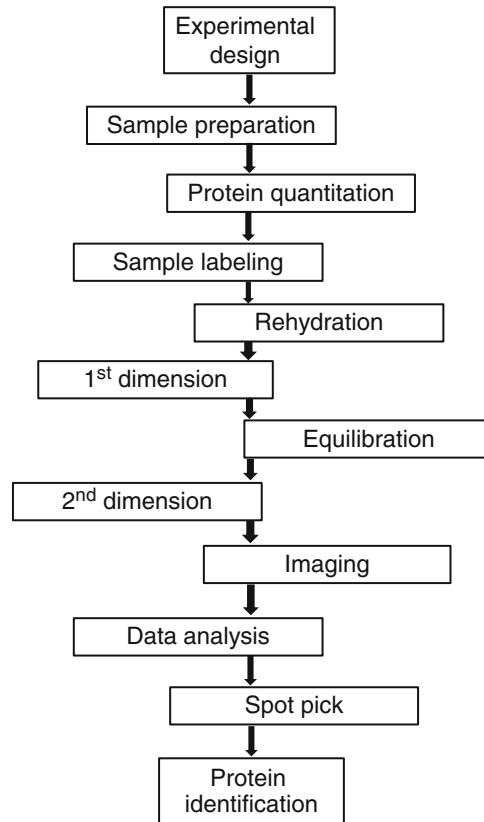 Experimental
design
Sample preparation
Protein quantitation
Sample labeling
Rehydration
1st dimension
Equilibration
2nd dimension
Imaging
Data analysis
Spot pick
Protein
identification